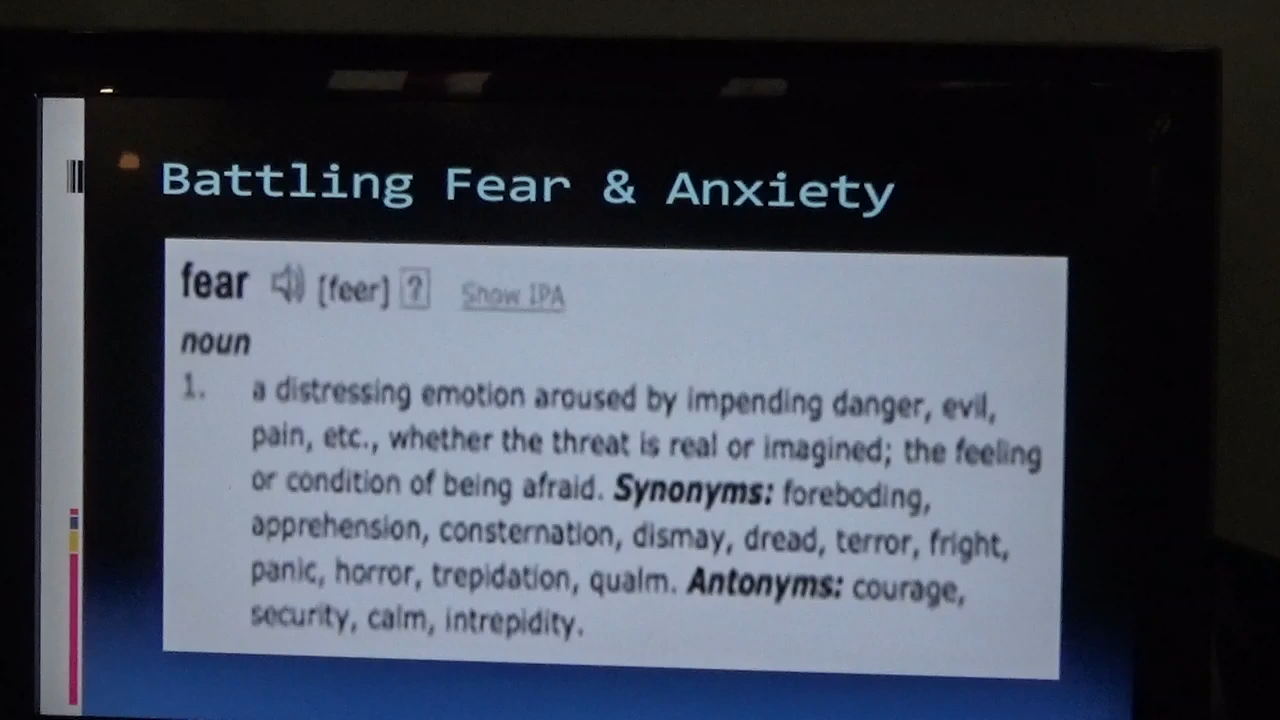 Battling Fear & Anxiety
fear [feer] ? Show IPA
noun
1. a distressing emotion aroused by impending danger, evil,
pain, etc., whether the threat is real or imagined; the feeling
or condition of being afraid. Synonyms: foreboding,
apprehension, consternation, dismay, dread, terror, fright,
panic, horror, trepidation, qualm. Antonyms: courage,
security, calm, intrepidity.